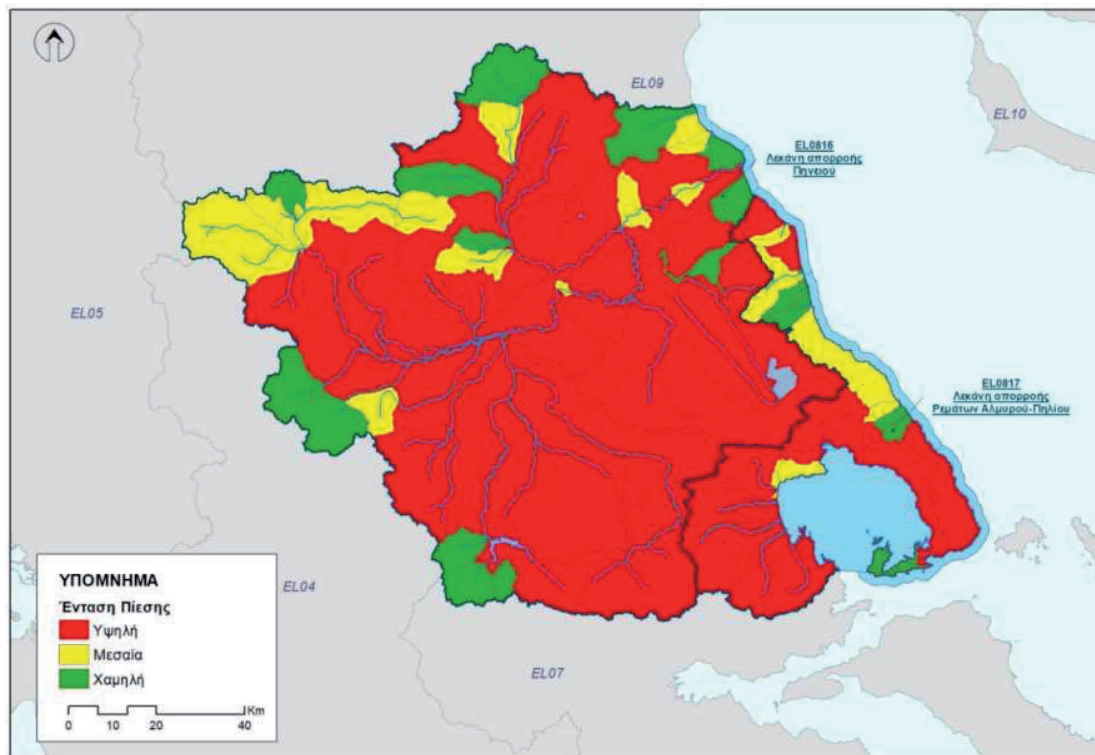 EL09
EL10
EL0816
Λεκάνη απορροής
Πηνειού
EL05
EL0817
Λεκάνη απορροής
Ρεμάτων Αλμυρού-Πηλίου
ΥΠΟΜΝΗΜΑ
Ένταση Πίεσης
Υψηλή
Μεσαία
Χαμηλή
Km
0 10 20 40
EL04
EL07